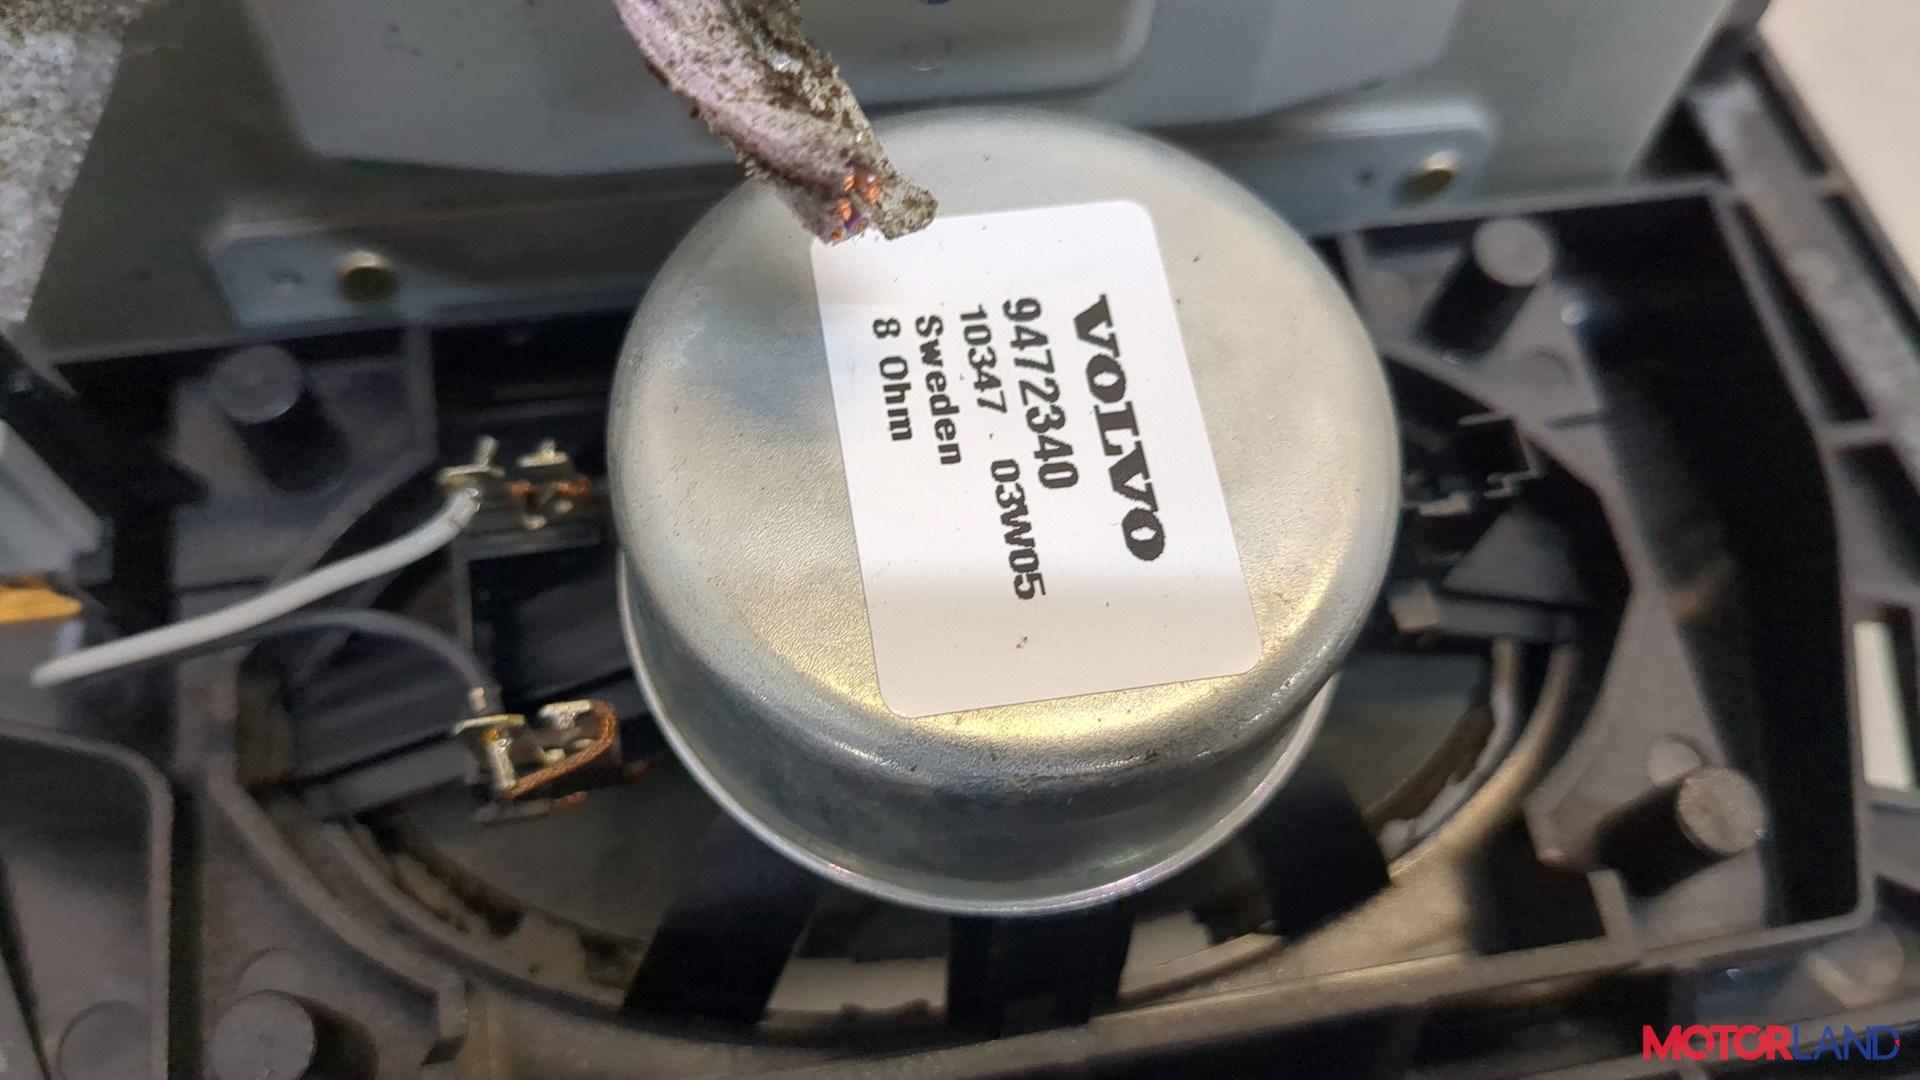 VOLVO
9472340
10347 03W05
Sweden
8 Ohm
MOTORLAND